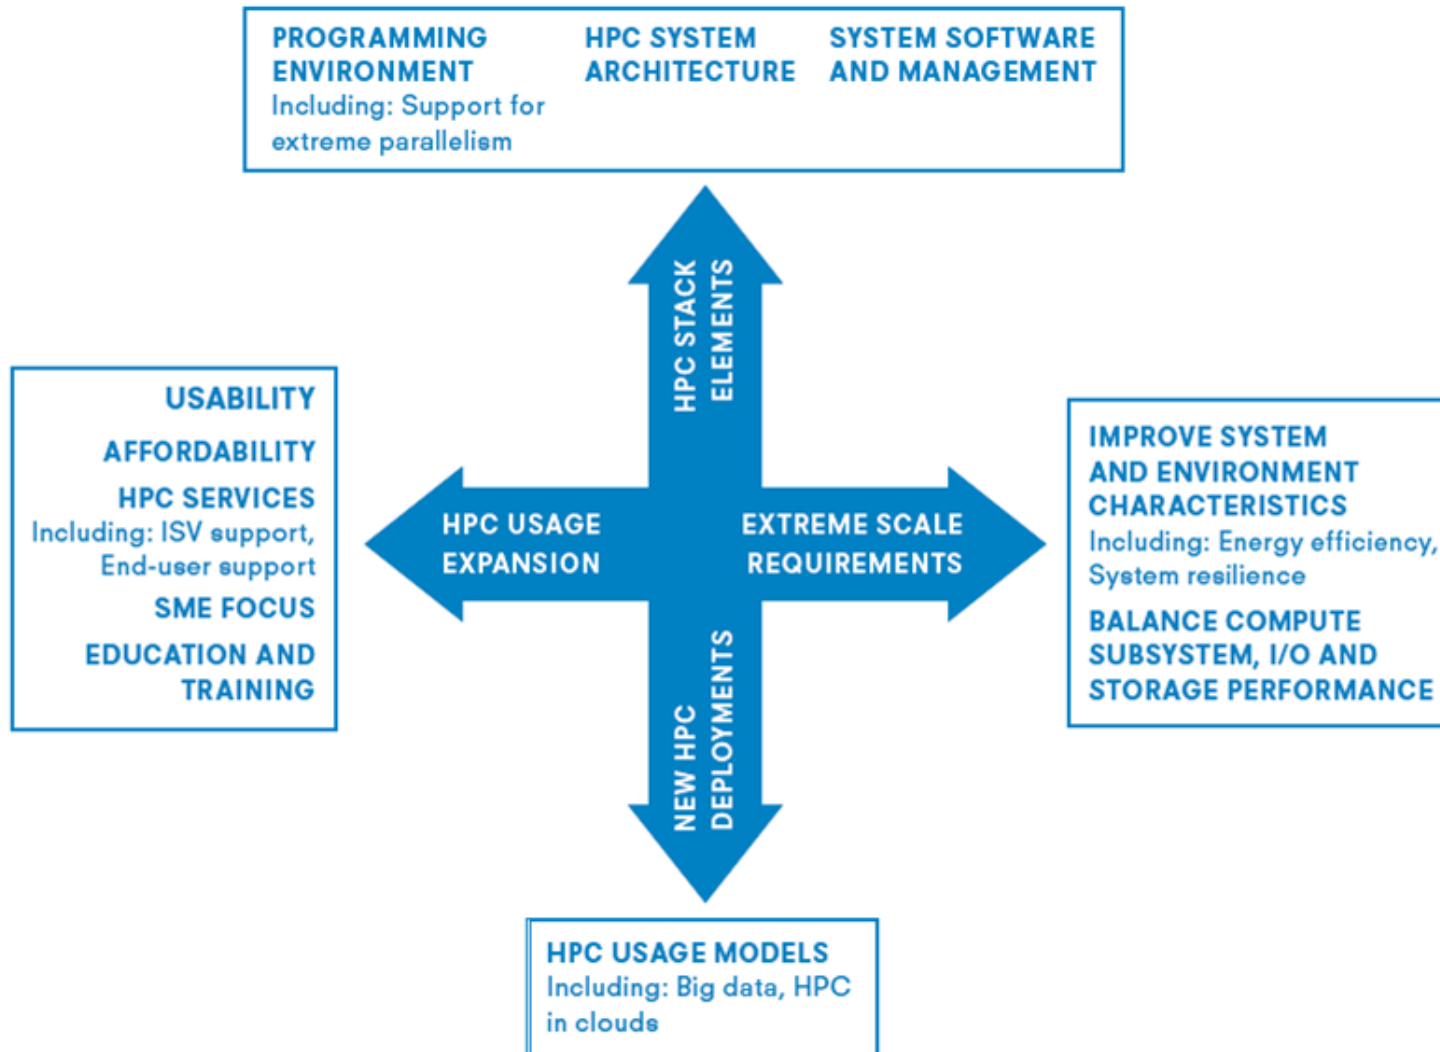 PROGRAMMING
ENVIRONMENT
Including: Support for
extreme parallelism
HPC SYSTEM
ARCHITECTURE
SYSTEM SOFTWARE
AND MANAGEMENT
HPC STACK
ELEMENTS
USABILITY
AFFORDABILITY
HPC SERVICES
Including: ISV support,
End-user support
SME FOCUS
EDUCATION AND
TRAINING
HPC USAGE
EXPANSION
EXTREME SCALE
REQUIREMENTS
IMPROVE SYSTEM
AND ENVIRONMENT
CHARACTERISTICS
Including: Energy efficiency,
System resilience
BALANCE COMPUTE
SUBSYSTEM, I/O AND
STORAGE PERFORMANCE
NEW HPC
DEPLOYMENTS
HPC USAGE MODELS
Including: Big data, HPC
in clouds